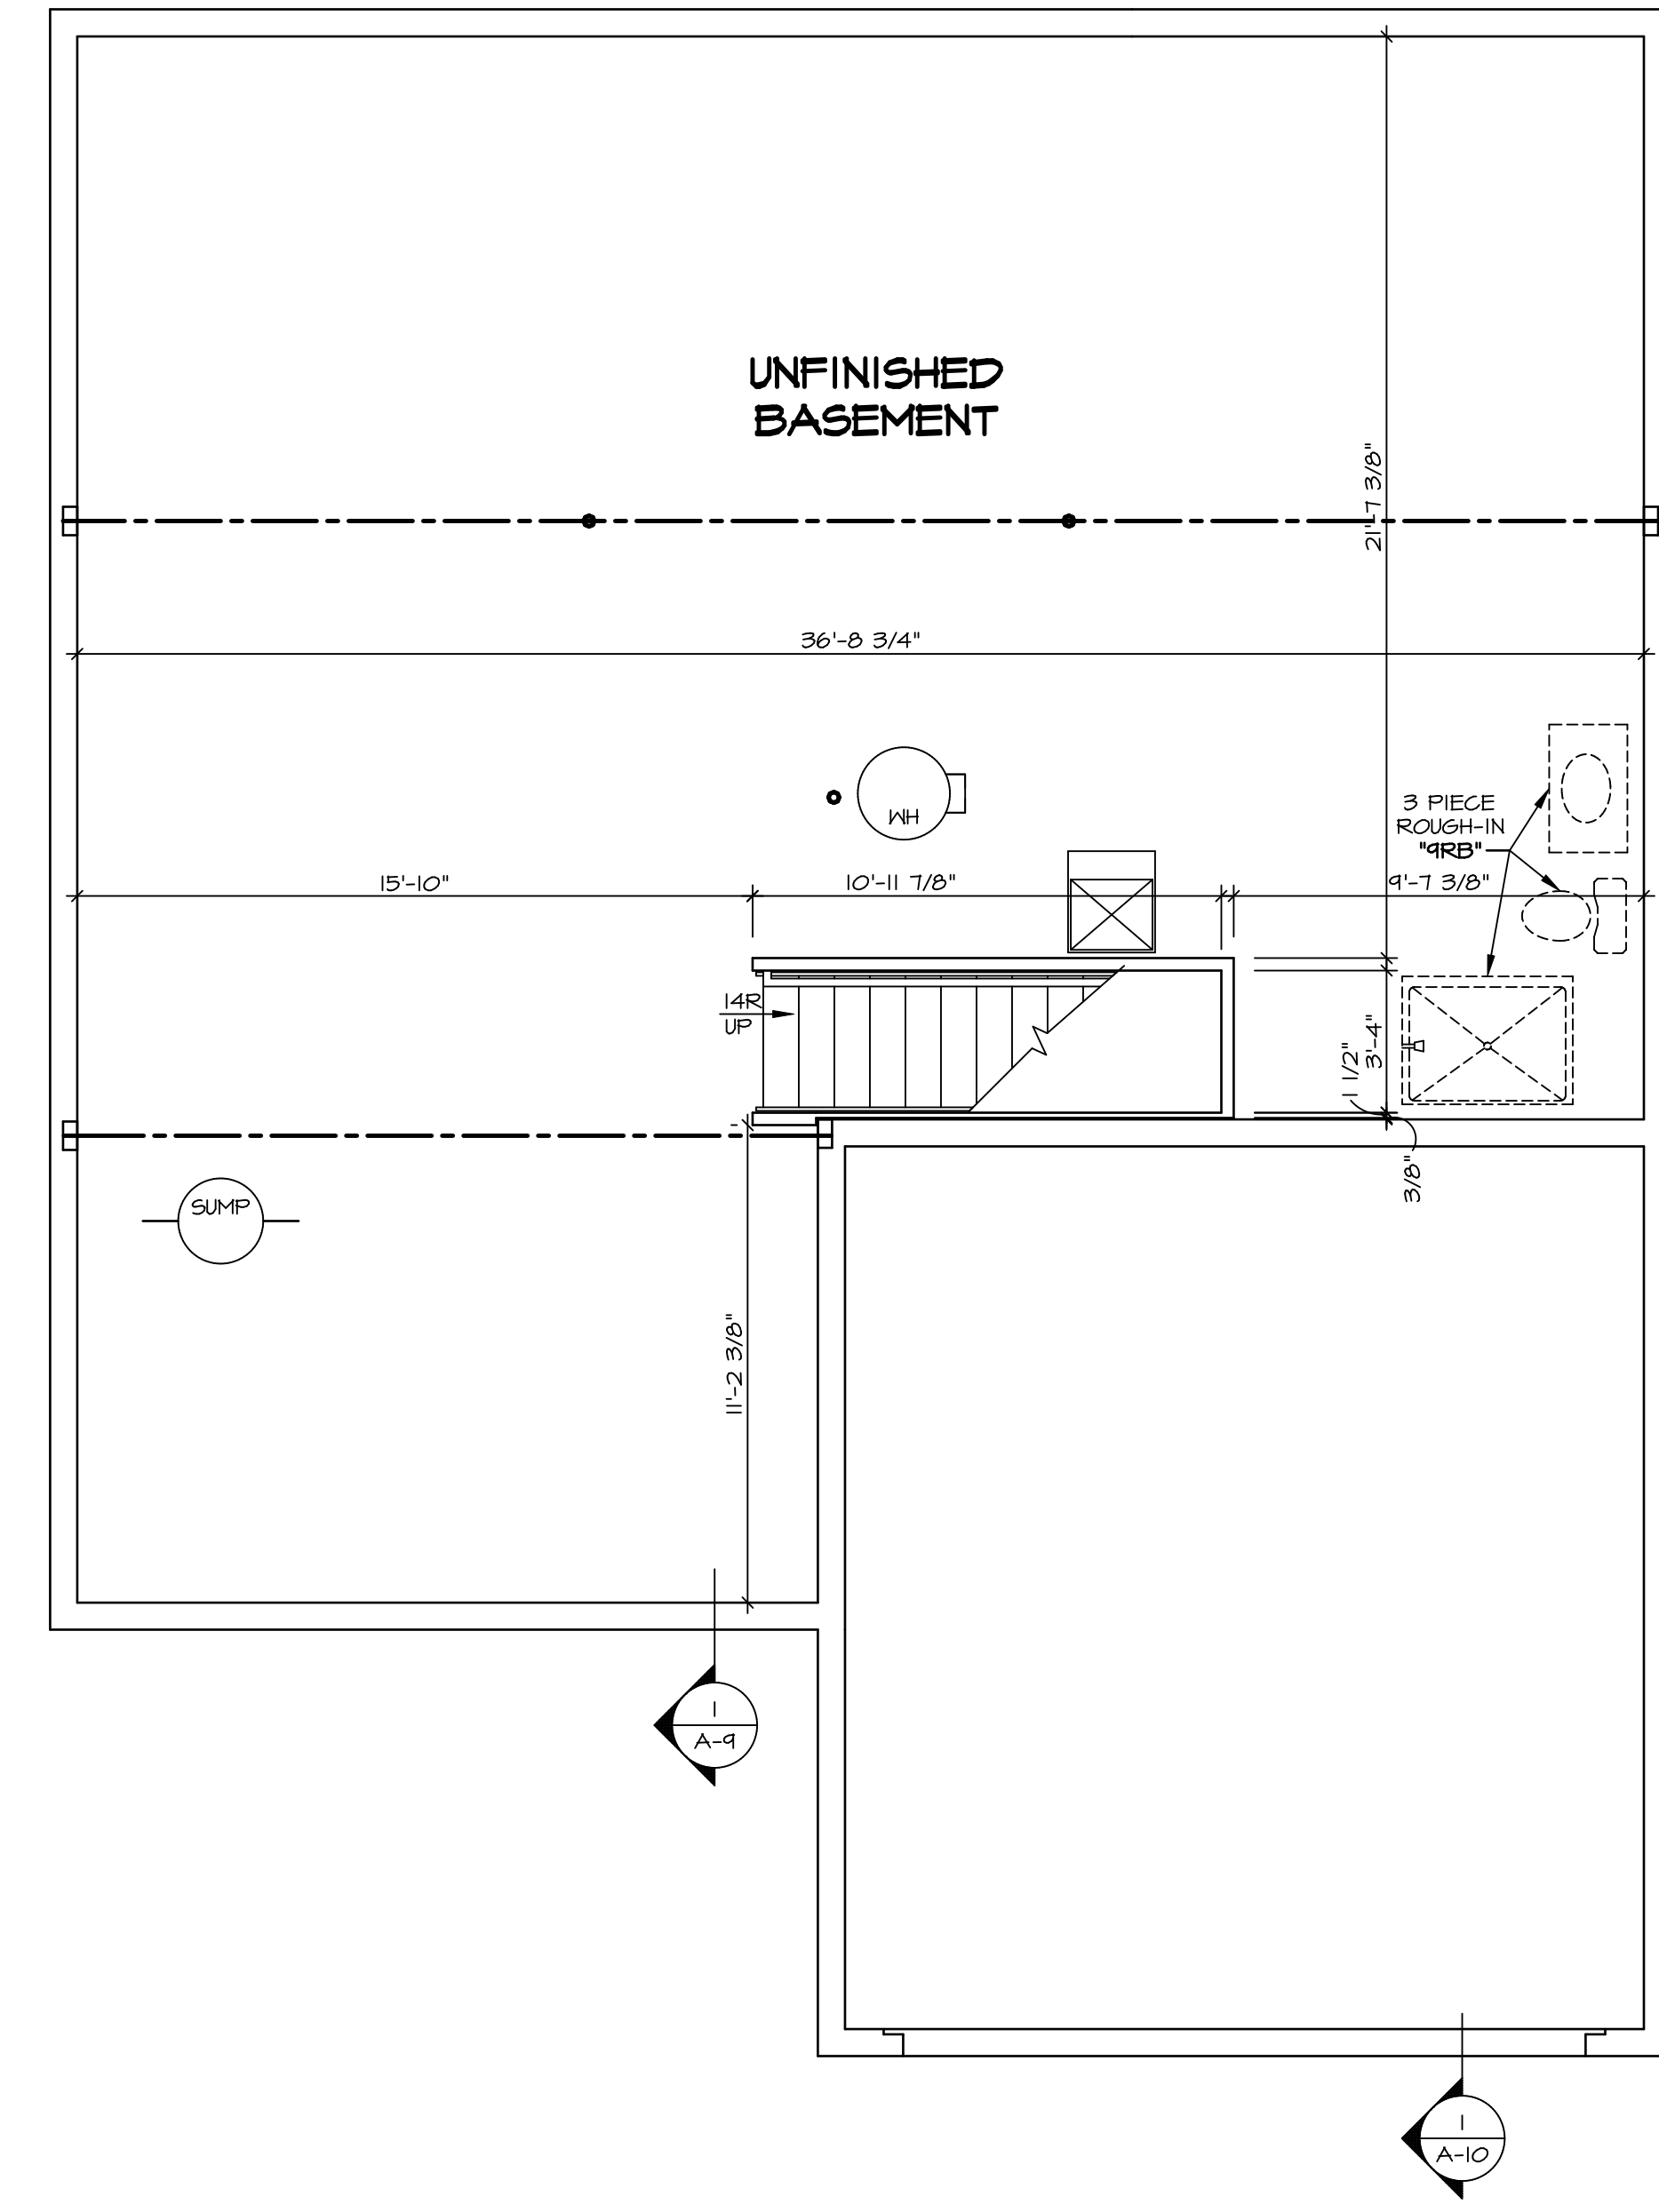 UNFINISHED
BASEMENT
21'-7 3/8"
36'-8 3/4"
WH
3 PIECE
ROUGH-IN
"9RB"
15'-10"
10'-11 7/8"
9'-7 3/8"
14R
UP
11 1/2"
3'-4"
3/8"
SUMP
11'-2 3/8"
1
A-9
1
A-10